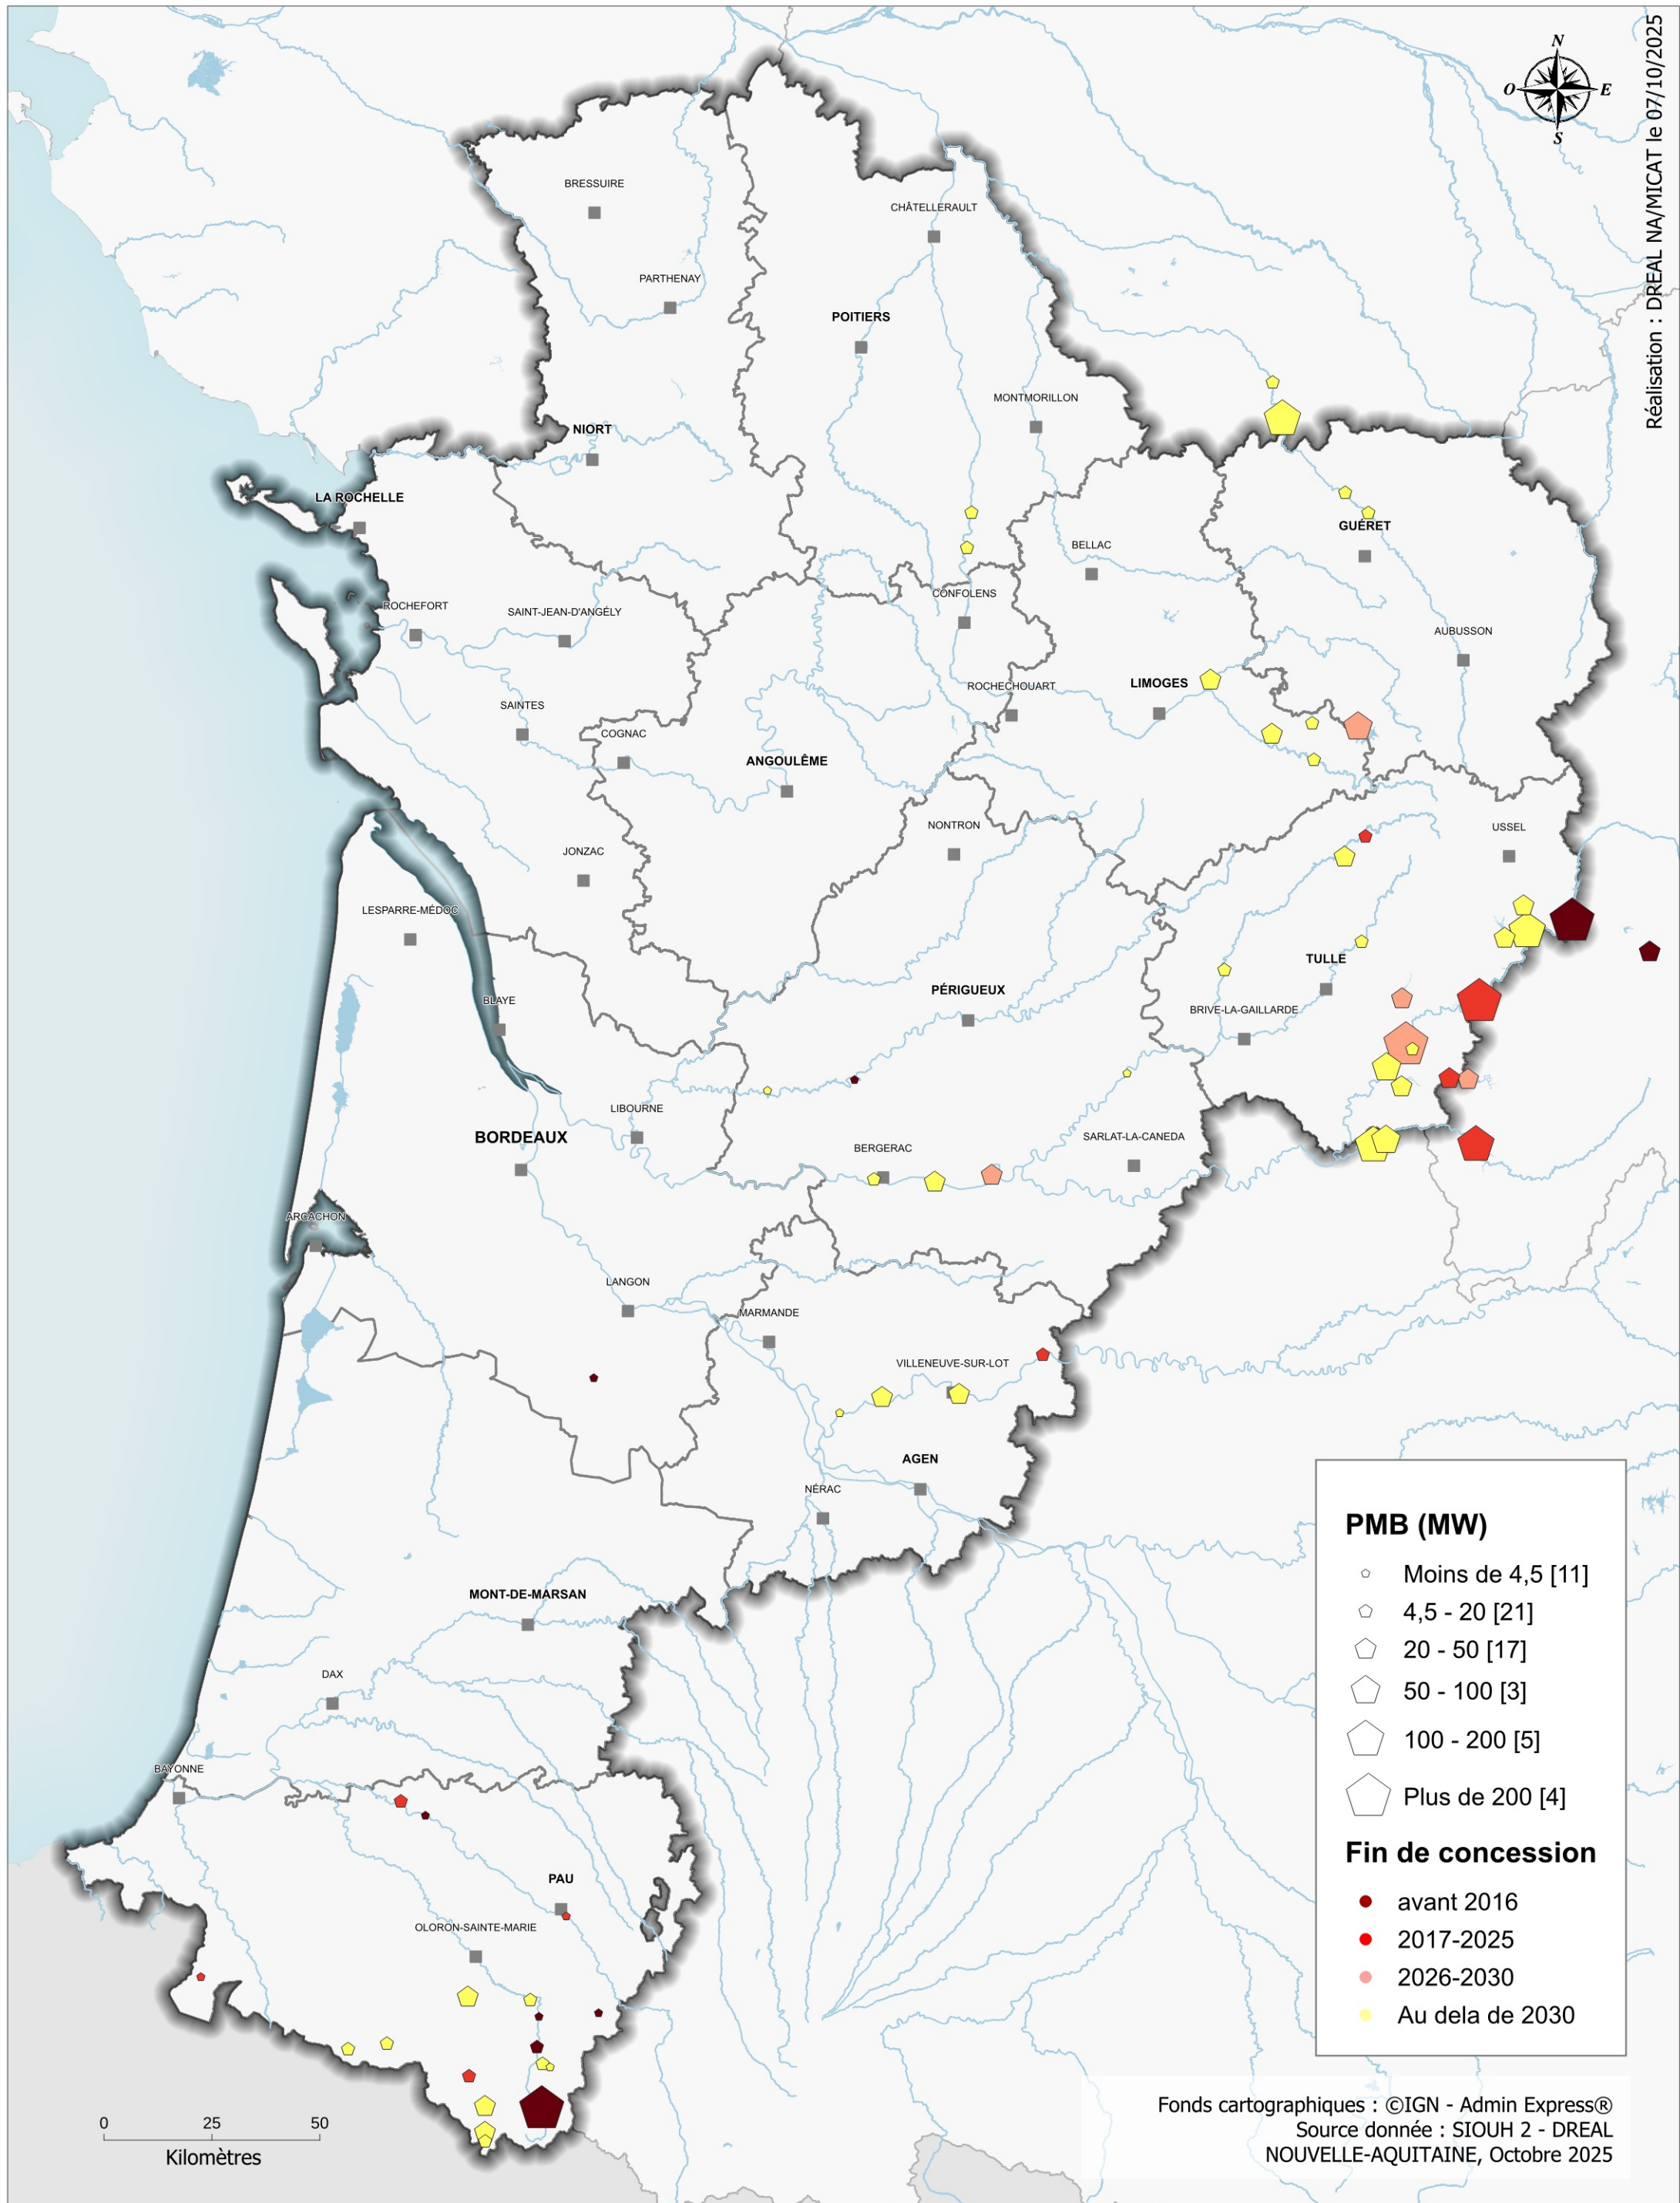 N
O
E
S
Réalisation : DREAL NA/MICAT le 07/10/2025
BRESSUIRE
CHÂTELLERAULT
PARTHENAY
POITIERS
MONTMORILLON
NIORT
LA ROCHELLE
GUÉRET
BELLAC
CONFOLENS
ROCHEFORT
SAINT-JEAN-D'ANGÉLY
AUBUSSON
LIMOGES
ROCHECHOUART
SAINTES
COGNAC
ANGOULÊME
NONTRON
USSEL
JONZAC
LESPARRE-MÉDOC
TULLE
PÉRIGUEUX
BLAYE
BRIVE-LA-GAILLARDE
LIBOURNE
BORDEAUX
SARLAT-LA-CANEDA
BERGERAC
ARCACHON
LANGON
MARMANDE
VILLENEUVE-SUR-LOT
AGEN
NÉRAC
MONT-DE-MARSAN
DAX
BAYONNE
PAU
OLORON-SAINTE-MARIE
PMB (MW)
Moins de 4,5 [11]
4,5 - 20 [21]
20 - 50 [17]
50 - 100 [3]
100 - 200 [5]
Plus de 200 [4]
Fin de concession
avant 2016
2017-2025
2026-2030
Au dela de 2030
0 25 50
Kilomètres
Fonds cartographiques : ©IGN - Admin Express®
Source donnée : SIOUH 2 - DREAL
NOUVELLE-AQUITAINE, Octobre 2025